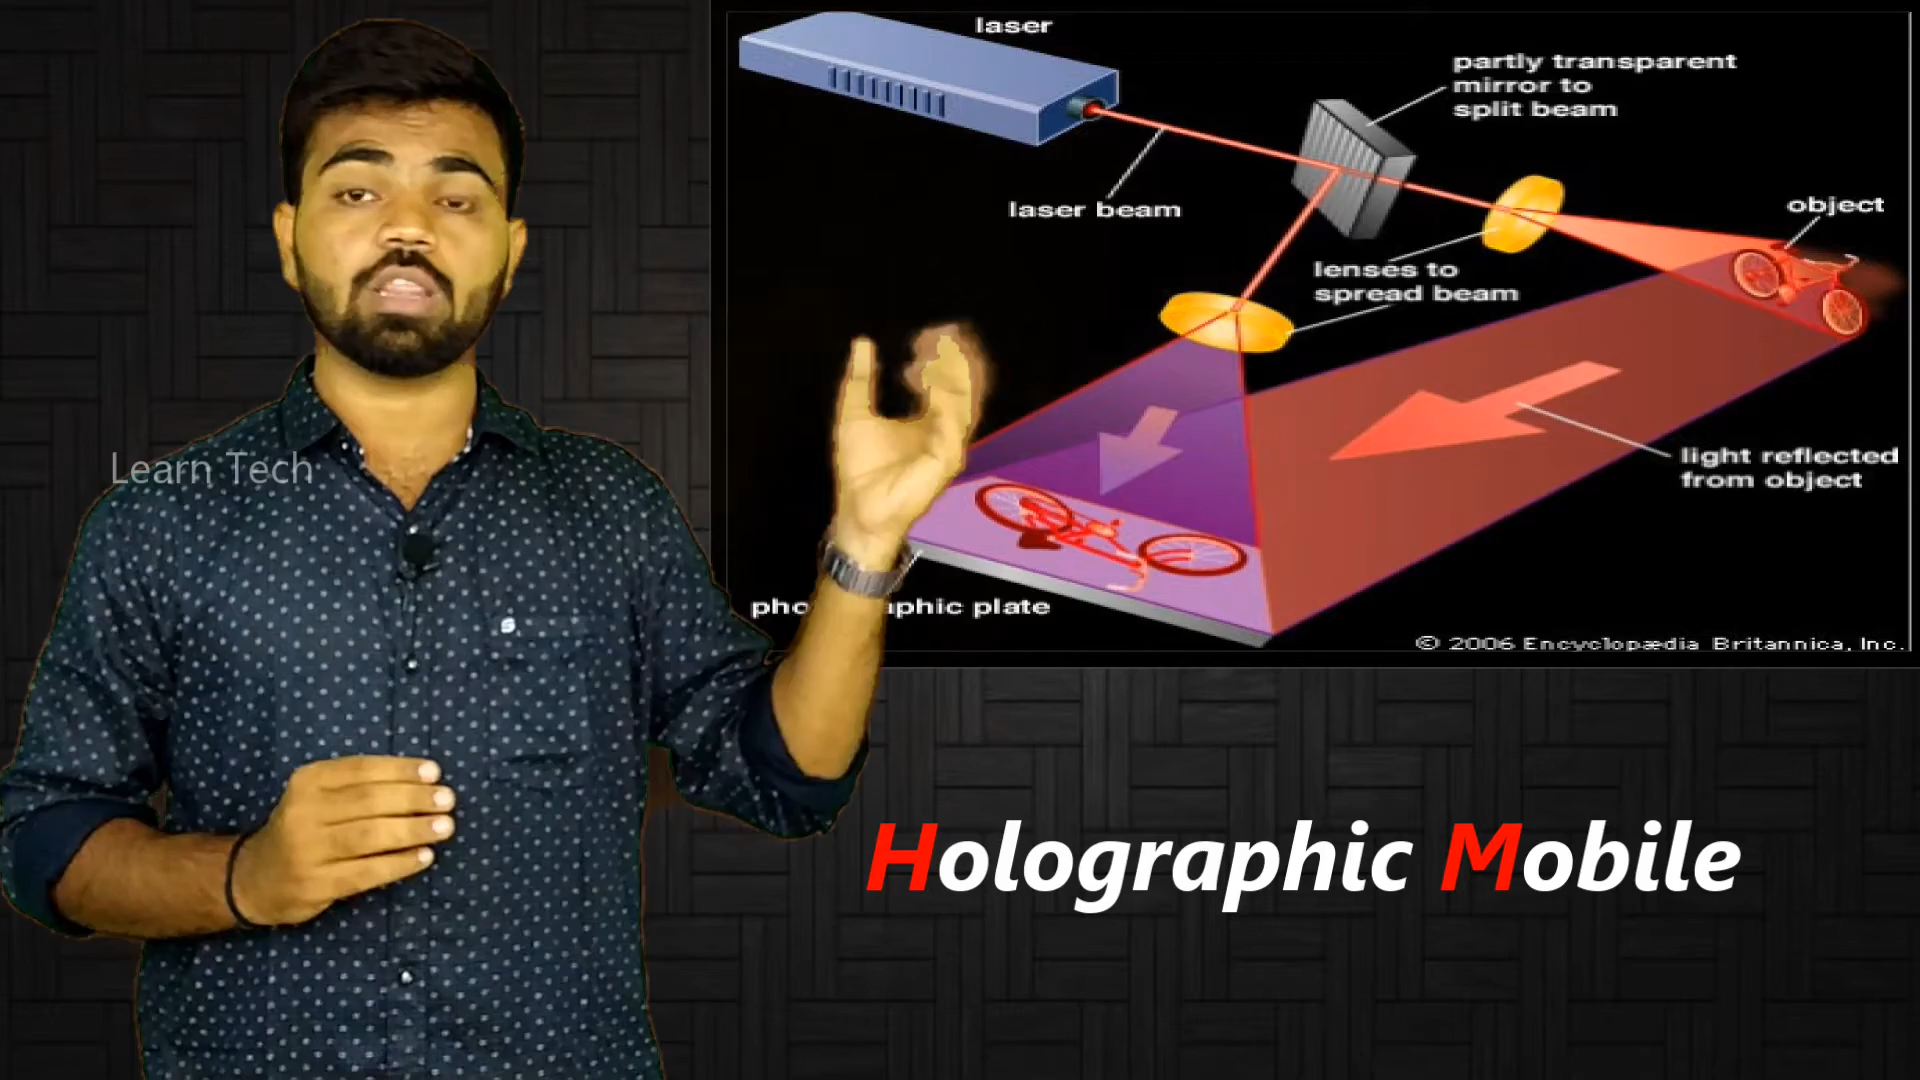 laser
partly transparent
mirror to
split beam
laser beam
object
lenses to
spread beam
Learn Tech
light reflected
from object
plate
© 2006 Encyclopædia Britannica, Inc.
Holographic Mobile